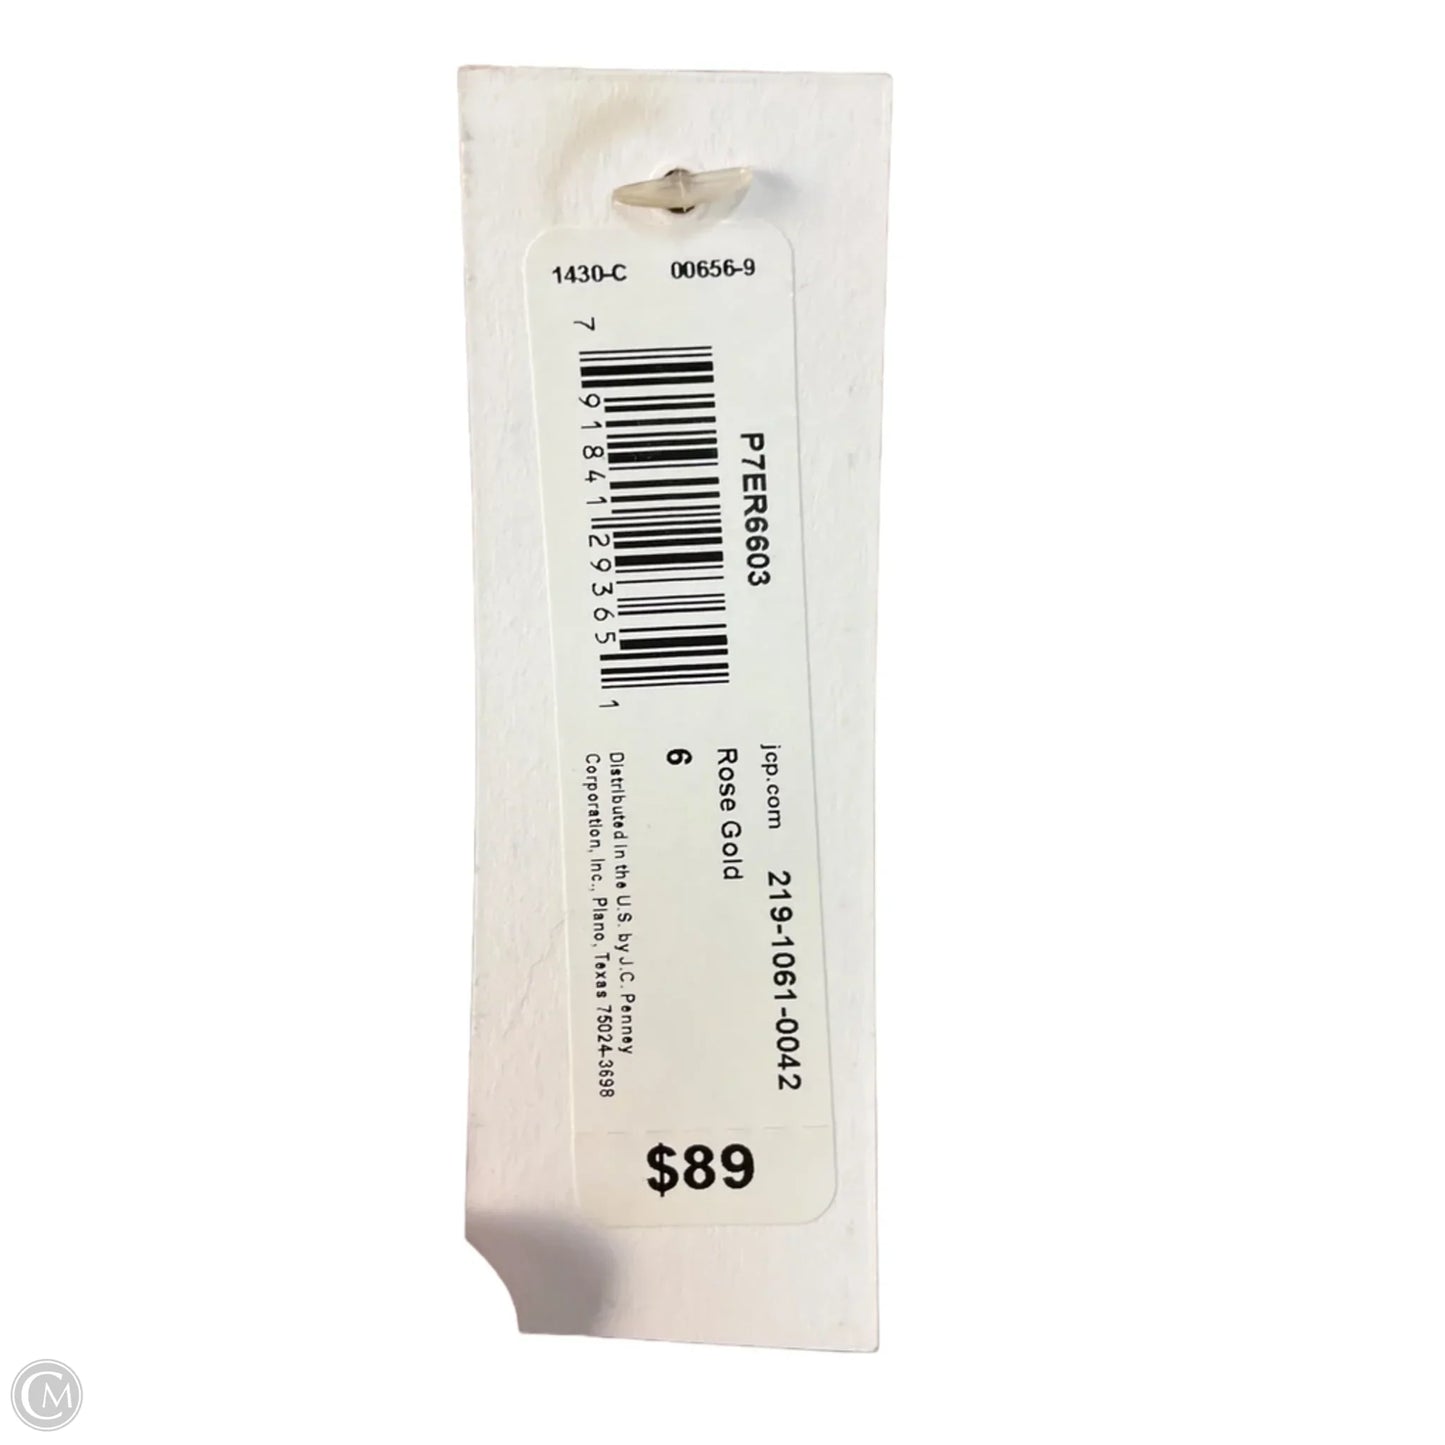 1430-C 00656-9
7 91841 29365 1
P7ER6603
jcp.com 219-1061-0042
Rose Gold
6
Distributed in the U.S. by J.C. Penney
Corporation, Inc., Plano, Texas 75024-3698
$89
CM